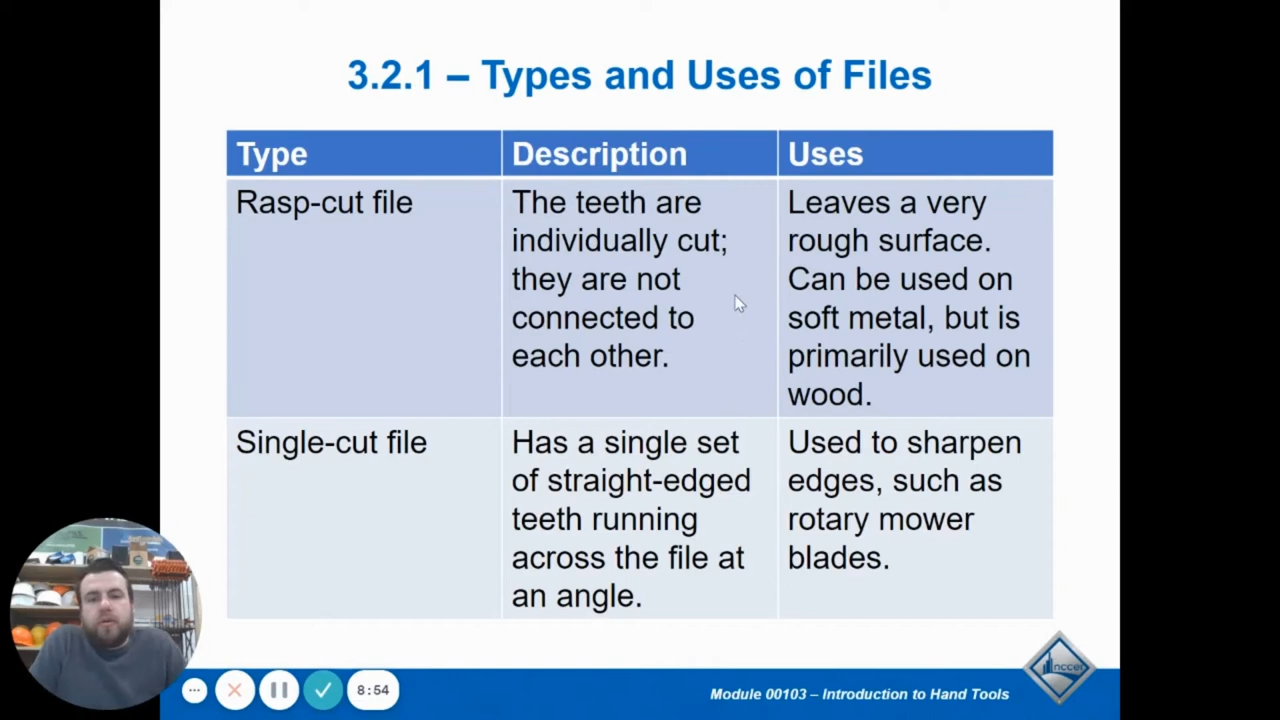 3.2.1 – Types and Uses of Files
Type
Description
Uses
Rasp-cut file
The teeth are
individually cut;
they are not
connected to
each other.
Leaves a very
rough surface.
Can be used on
soft metal, but is
primarily used on
wood.
Single-cut file
Has a single set
of straight-edged
teeth running
across the file at
an angle.
Used to sharpen
edges, such as
rotary mower
blades.
8:54
Module 00103 – Introduction to Hand Tools
nccer